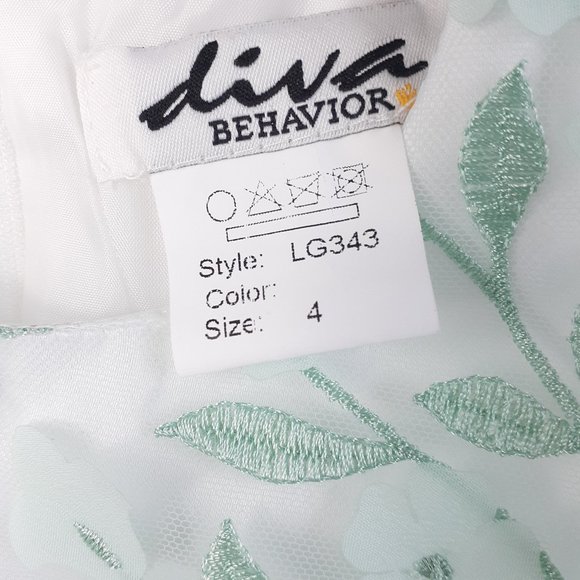 diva
BEHAVIOR
Style: LG343
Color:
Size: 4